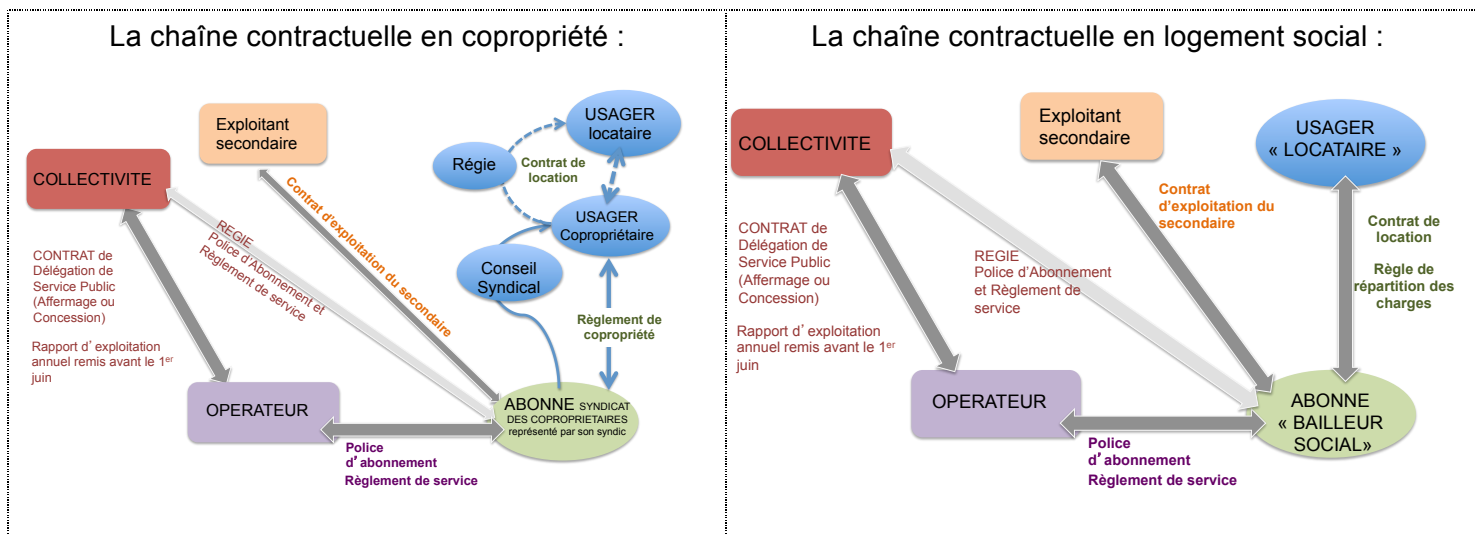 La chaîne contractuelle en copropriété :
Exploitant
secondaire
USAGER
locataire
Régie
Contrat de
location
COLLECTIVITE
USAGER
Copropriétaire
Contrat d'exploitation du secondaire
REGIE
Police d'Abonnement et
Règlement de service
CONTRAT de
Délégation de
Service Public
(Affermage ou
Concession)
Rapport d'exploitation
annuel remis avant le 1er
juin
Conseil
Syndical
Règlement de
copropriété
OPERATEUR
ABONNE SYNDICAT
DES COPROPRIETAIRES
représenté par son syndic
Police
d'abonnement
Règlement de service
La chaîne contractuelle en logement social :
COLLECTIVITE
Exploitant
secondaire
USAGER
« LOCATAIRE »
Contrat
d'exploitation du
secondaire
CONTRAT de
Délégation de
Service Public
(Affermage ou
Concession)
Rapport d'exploitation
annuel remis avant le 1er
juin
REGIE
Police d'Abonnement
et Règlement de
service
Contrat de
location
Règle de
répartition des
charges
OPERATEUR
ABONNE
« BAILLEUR
SOCIAL»
Police
d'abonnement
Règlement de service